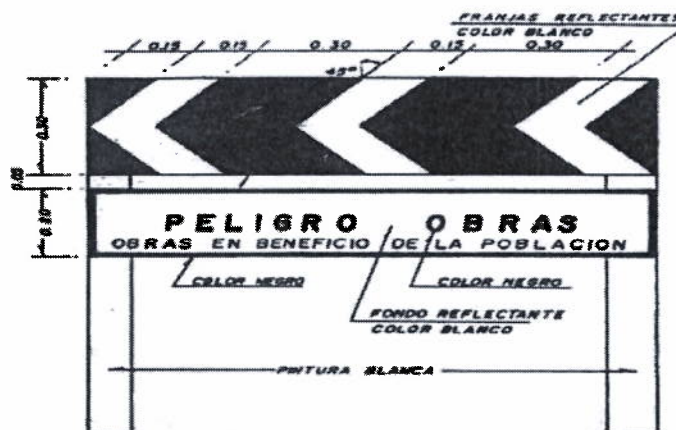 FRANJAS REFLECTANTES
COLOR BLANCO
0.15 0.15 0.30 0.15 0.30
45°
0.30
0.05
0.20
PELIGRO OBRAS
OBRAS EN BENEFICIO DE LA POBLACION
COLOR NEGRO COLOR NEGRO
FONDO REFLECTANTE
COLOR BLANCO
PINTURA BLANCA